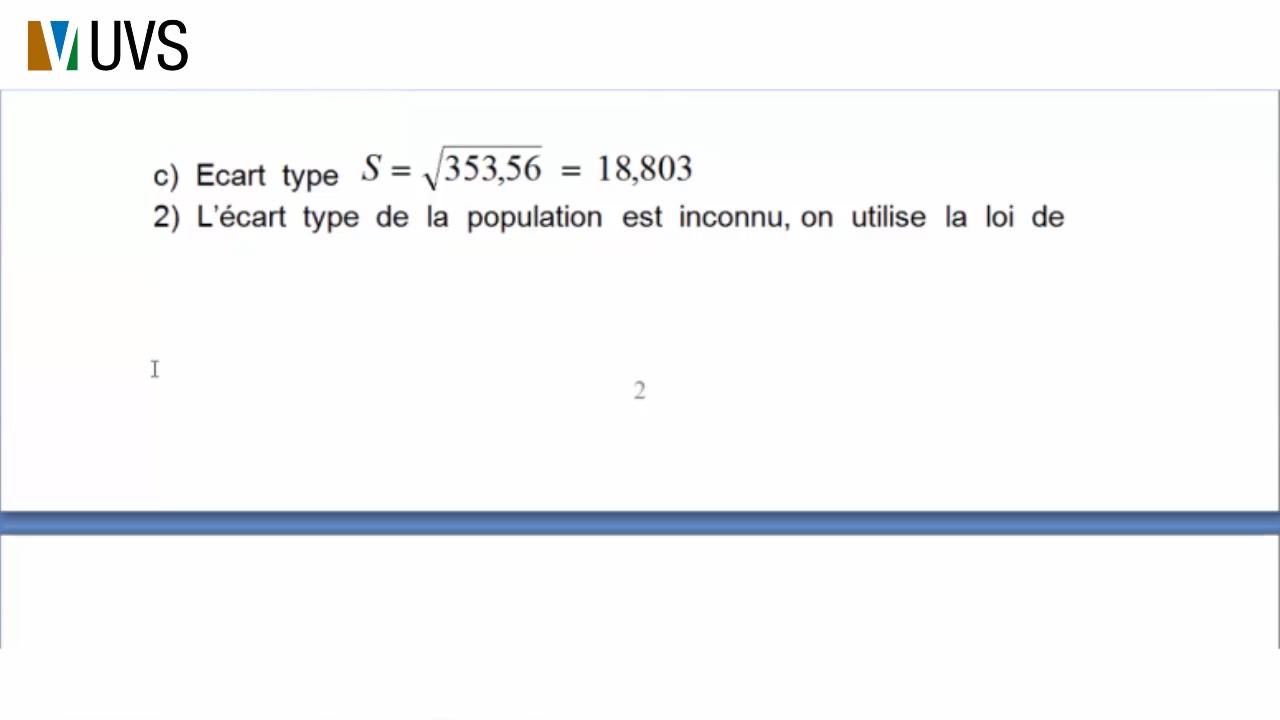 UVS
c) Ecart type S = √353,56 = 18,803
2) L'écart type de la population est inconnu, on utilise la loi de
2